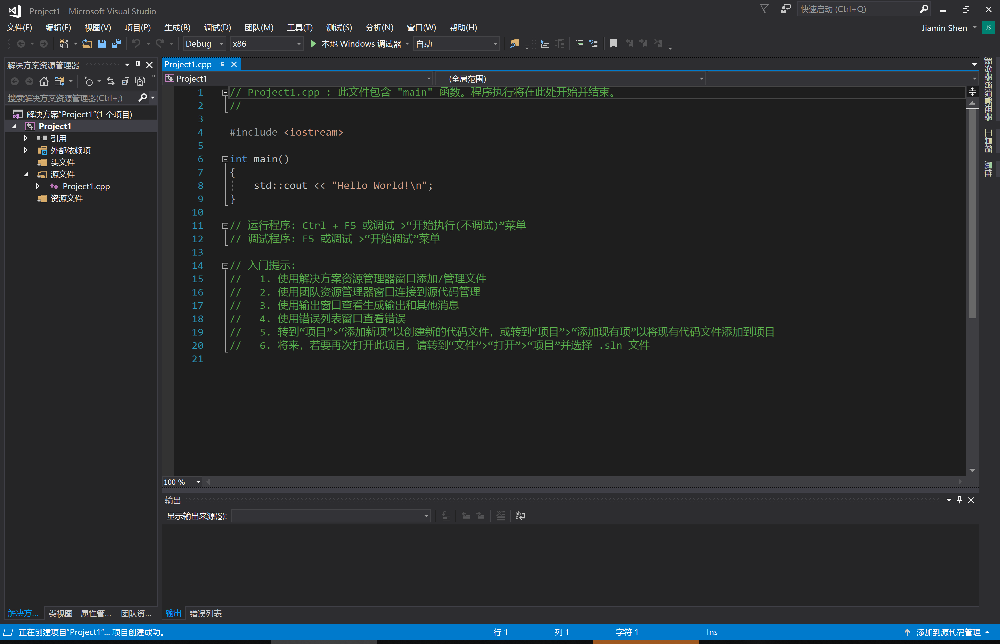 Project1 - Microsoft Visual Studio
快速启动 (Ctrl+Q)
文件(F) 编辑(E) 视图(V) 项目(P) 生成(B) 调试(D) 团队(M) 工具(T) 测试(S) 分析(N) 窗口(W) 帮助(H)
Jiamin Shen JS
Debug x86 本地 Windows 调试器 自动
解决方案资源管理器
搜索解决方案资源管理器(Ctrl+;)
解决方案“Project1”(1 个项目)
Project1
引用
外部依赖项
头文件
源文件
Project1.cpp
资源文件
解决方... 类视图 属性管... 团队资...
Project1.cpp
Project1 (全局范围)
1 // Project1.cpp : 此文件包含 "main" 函数。程序执行将在此处开始并结束。
2 //
3
4 #include <iostream>
5
6 int main()
7 {
8 std::cout << "Hello World!\n";
9 }
10
11 // 运行程序: Ctrl + F5 或调试 >“开始执行(不调试)”菜单
12 // 调试程序: F5 或调试 >“开始调试”菜单
13
14 // 入门提示:
15 // 1. 使用解决方案资源管理器窗口添加/管理文件
16 // 2. 使用团队资源管理器窗口连接到源代码管理
17 // 3. 使用输出窗口查看生成输出和其他消息
18 // 4. 使用错误列表窗口查看错误
19 // 5. 转到“项目”>“添加新项”以创建新的代码文件，或转到“项目”>“添加现有项”以将现有代码文件添加到项目
20 // 6. 将来，若要再次打开此项目，请转到“文件”>“打开”>“项目”并选择 .sln 文件
21
100 %
输出
显示输出来源(S):
输出 错误列表
服务器资源管理器
工具箱
属性
正在创建项目“Project1”... 项目创建成功。 行 1 列 1 字符 1 Ins 添加到源代码管理